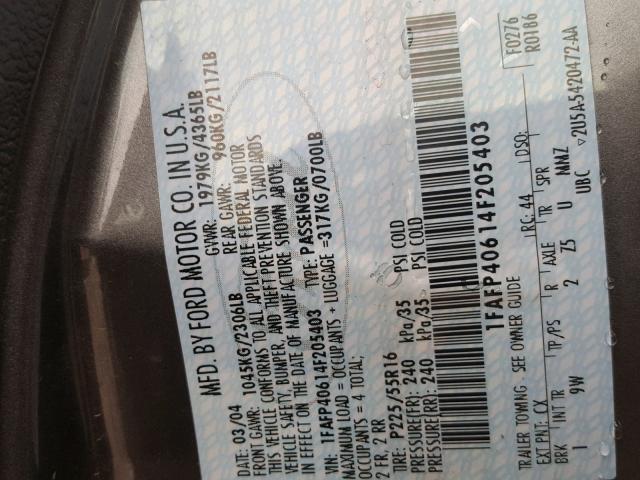 MFD. BY FORD MOTOR CO. IN U.S.A.
DATE: 03/04 GVWR: 1979KG/4365LB
FRONT GAWR: 1045KG/2306LB REAR GAWR: 960KG/2117LB
THIS VEHICLE CONFORMS TO ALL APPLICABLE FEDERAL MOTOR
VEHICLE SAFETY, BUMPER, AND THEFT PREVENTION STANDARDS
IN EFFECT ON THE DATE OF MANUFACTURE SHOWN ABOVE.
VIN: 1FAFP40614F205403 TYPE: PASSENGER
MAXIMUM LOAD = OCCUPANTS + LUGGAGE =317KG/0700LB
OCCUPANTS = 4 TOTAL;
2 FR, 2 RR
TIRE: P225/55R16
PRESSURE(FR): 240 kPa/35 PSI COLD
PRESSURE(RR): 240 kPa/35 PSI COLD
1FAFP40614F205403
F0276
R01B6
TRAILER TOWING - SEE OWNER GUIDE
EXT PNT: CX RC: 44 DSO:
BRK INT TR TP/PS R AXLE TR SPR
1 9W 2 Z5 U MMZ
UBC ▽2U5A-5420472-AA